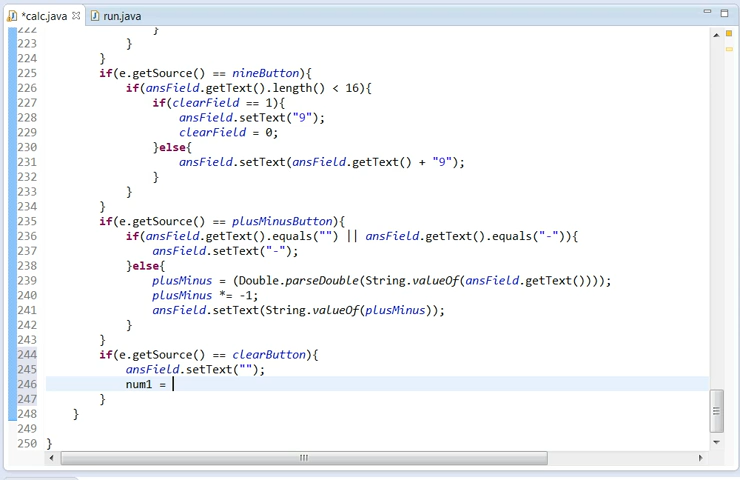 *calc.java run.java
222 }
223 }
224 }
225 if(e.getSource() == nineButton){
226 if(ansField.getText().length() < 16){
227 if(clearField == 1){
228 ansField.setText("9");
229 clearField = 0;
230 }else{
231 ansField.setText(ansField.getText() + "9");
232 }
233 }
234 }
235 if(e.getSource() == plusMinusButton){
236 if(ansField.getText().equals("") || ansField.getText().equals("-")){
237 ansField.setText("-");
238 }else{
239 plusMinus = (Double.parseDouble(String.valueOf(ansField.getText())));
240 plusMinus *= -1;
241 ansField.setText(String.valueOf(plusMinus));
242 }
243 }
244 if(e.getSource() == clearButton){
245 ansField.setText("");
246 num1 =
247 }
248 }
249
250 }